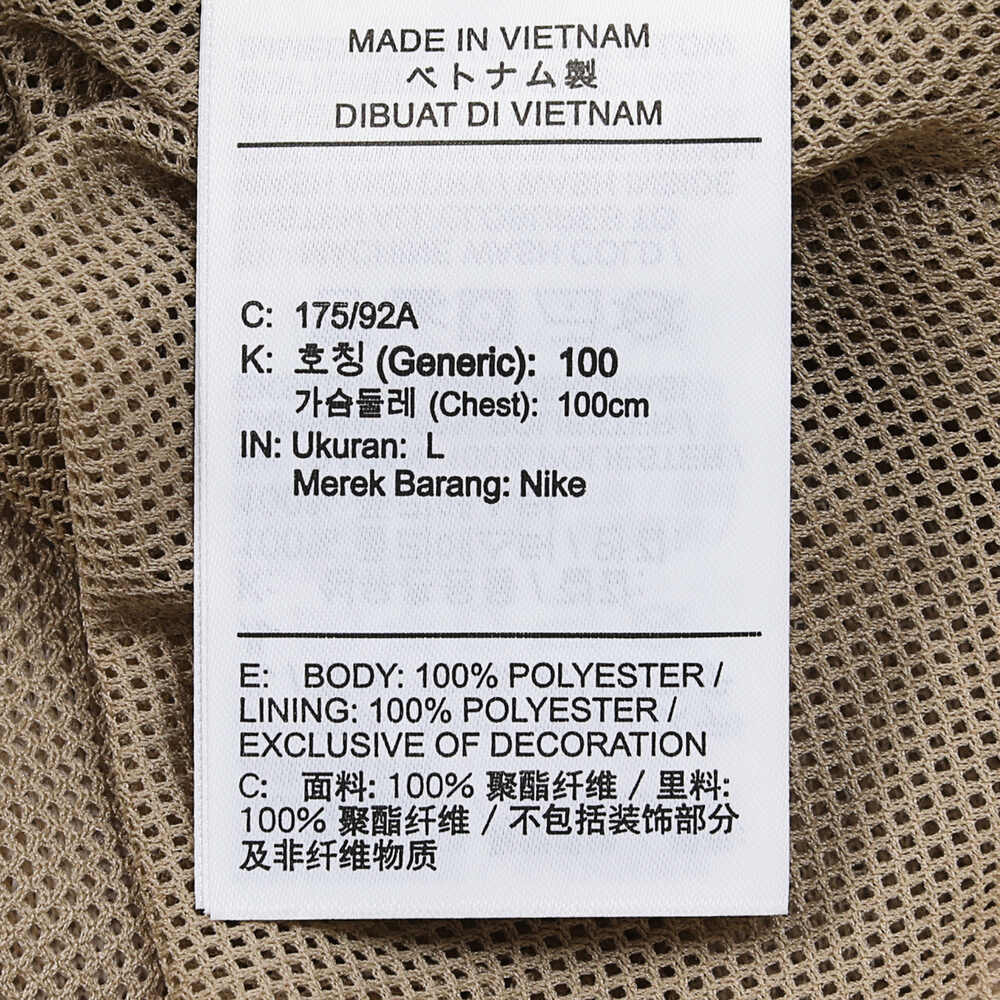 MADE IN VIETNAM
ベトナム製
DIBUAT DI VIETNAM
C: 175/92A
K: 호칭 (Generic): 100
가슴둘레 (Chest): 100cm
IN: Ukuran: L
Merek Barang: Nike
E: BODY: 100% POLYESTER /
LINING: 100% POLYESTER /
EXCLUSIVE OF DECORATION
C: 面料: 100% 聚酯纤维 / 里料:
100% 聚酯纤维 / 不包括装饰部分
及非纤维物质